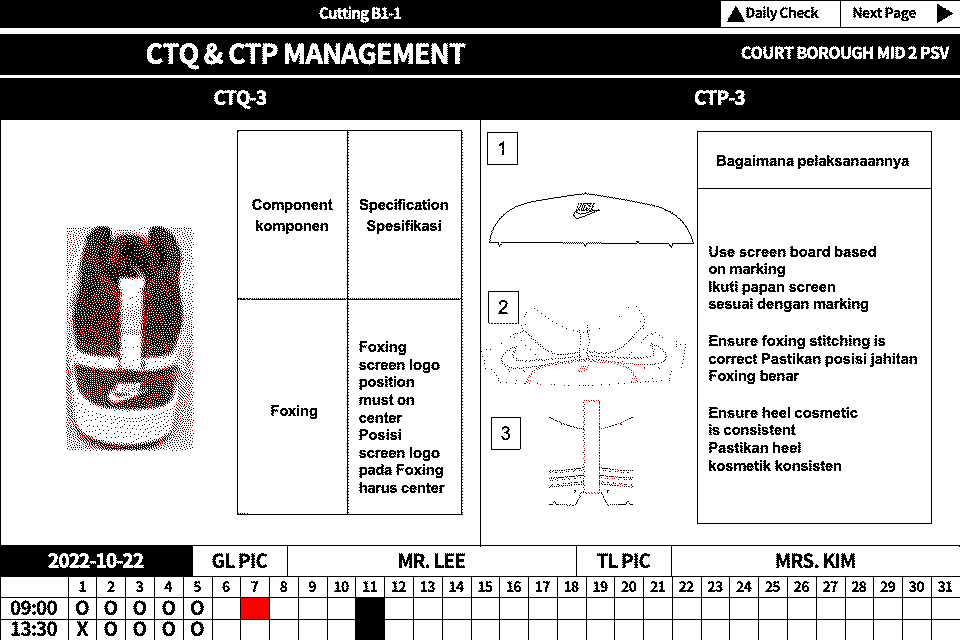 Cutting B1-1
Daily Check
Next Page
CTQ & CTP MANAGEMENT
COURT BOROUGH MID 2 PSV
CTQ-3
CTP-3
Component
komponen
Specification
Spesifikasi
Foxing
Foxing
screen logo
position
must on
center
Posisi
screen logo
pada Foxing
harus center
1
2
3
Bagaimana pelaksanaannya
Use screen board based
on marking
Ikuti papan screen
sesuai dengan marking
Ensure foxing stitching is
correct Pastikan posisi jahitan
Foxing benar
Ensure heel cosmetic
is consistent
Pastikan heel
kosmetik konsisten
2022-10-22 GL PIC MR. LEE TL PIC MRS. KIM
1 2 3 4 5 6 7 8 9 10 11 12 13 14 15 16 17 18 19 20 21 22 23 24 25 26 27 28 29 30 31
09:00 O O O O O
13:30 X O O O O